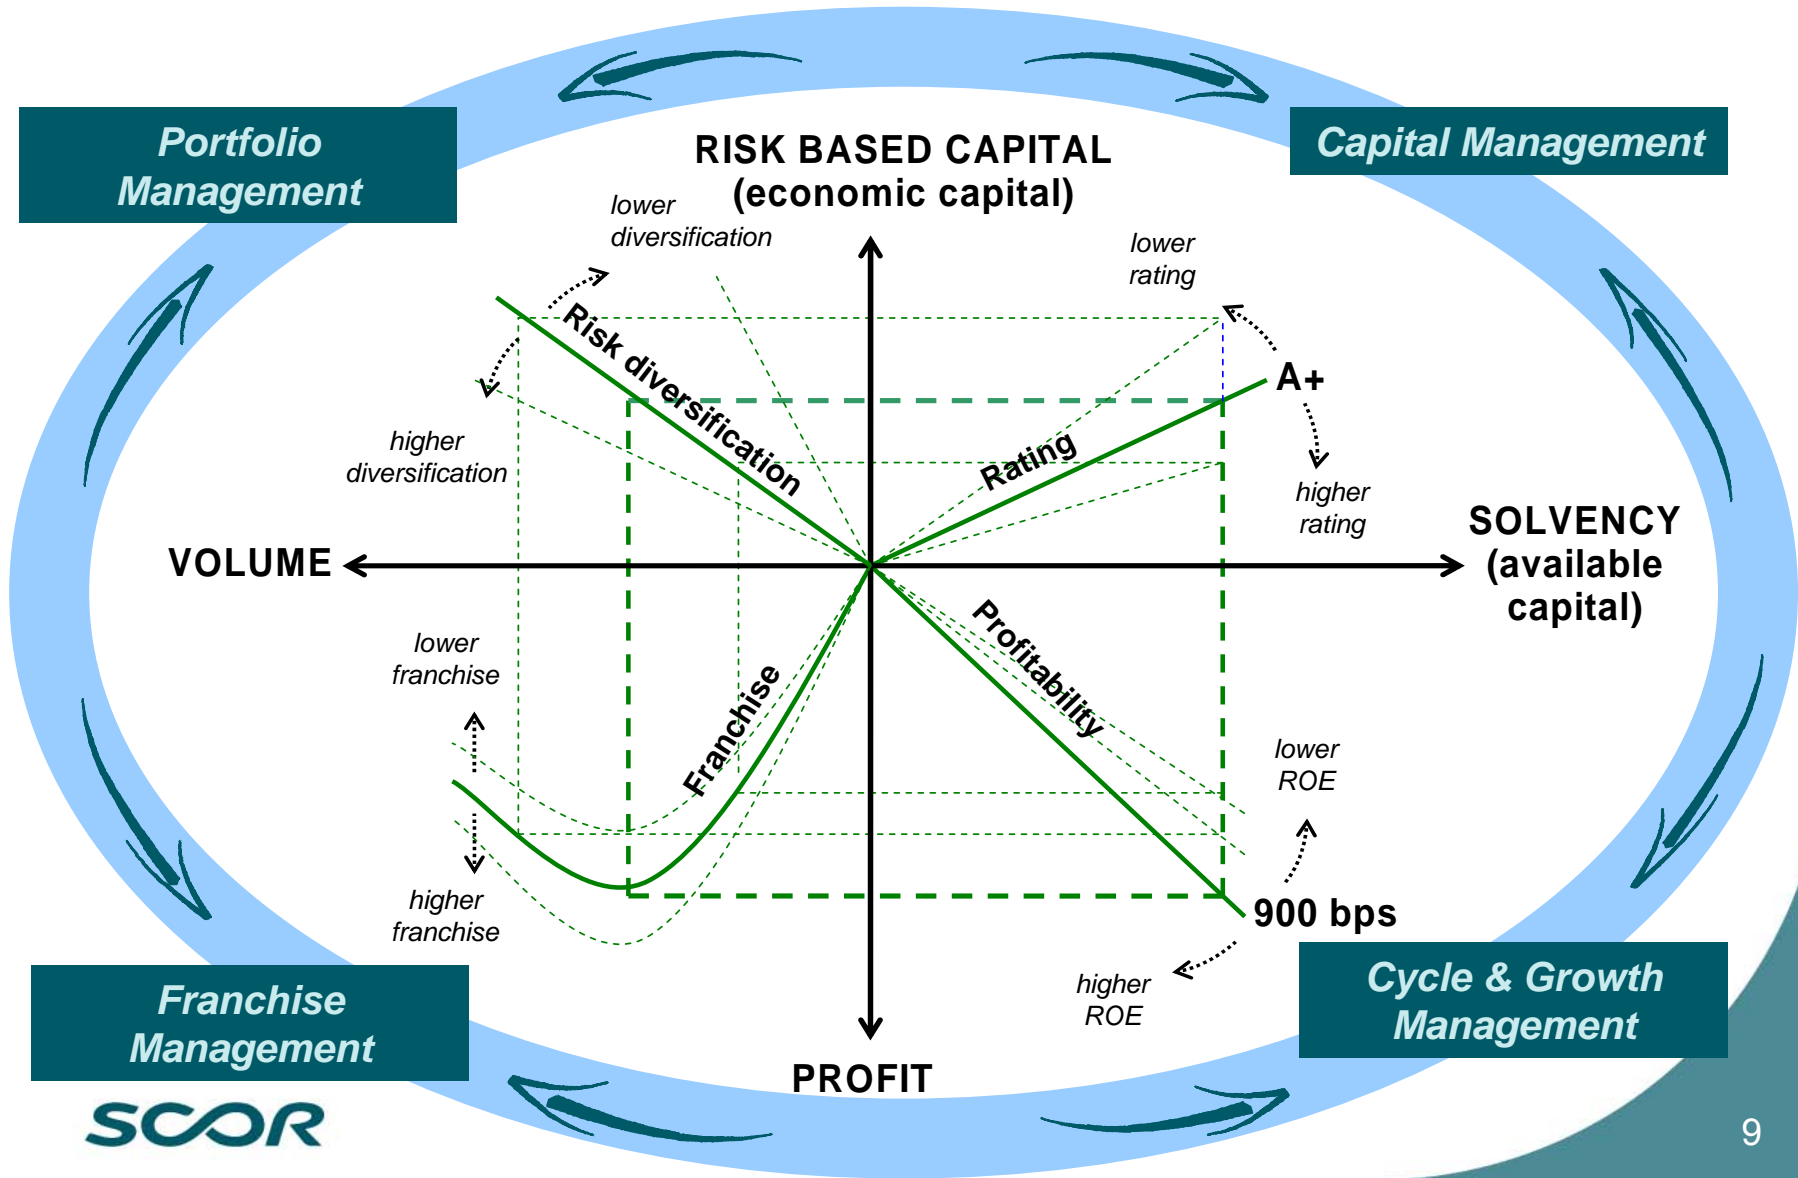 Portfolio
Management
Capital Management
RISK BASED CAPITAL
(economic capital)
lower
diversification
lower
rating
Risk diversification
A+
Rating
higher
diversification
higher
rating
SOLVENCY
(available
capital)
VOLUME
lower
franchise
Franchise
Profitability
lower
ROE
higher
franchise
900 bps
higher
ROE
Franchise
Management
Cycle & Growth
Management
PROFIT
SCOR
9